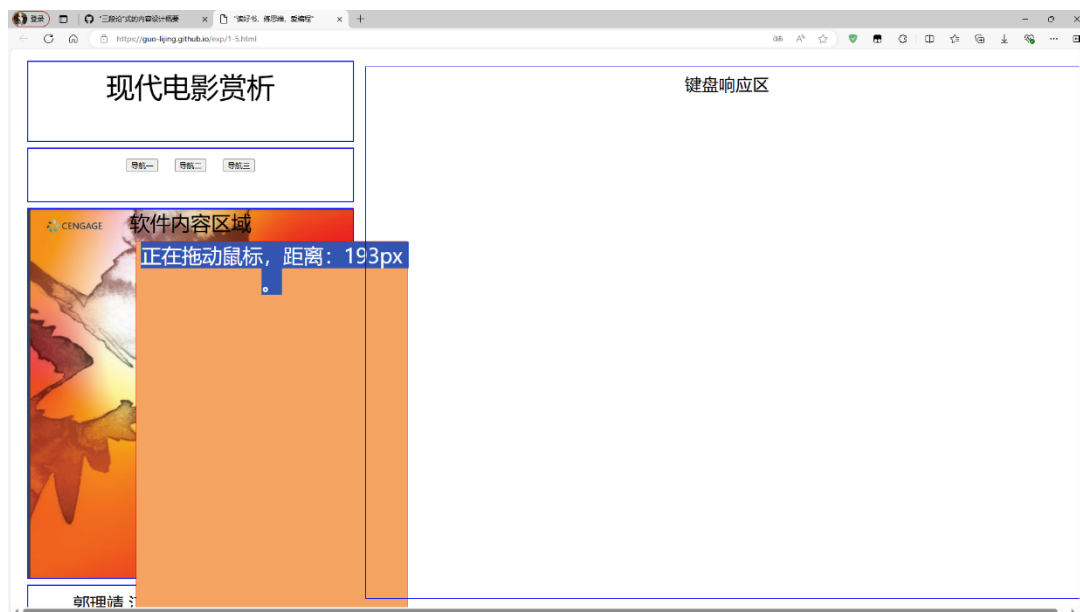 登录
"三段论"式的内容设计概要
"读好书、练思维、爱编程"
https://guo-lijing.github.io/exp/1-5.html
现代电影赏析
键盘响应区
导航一
导航二
导航三
CENGAGE
软件内容区域
正在拖动鼠标，距离：193px
。
郭理靖